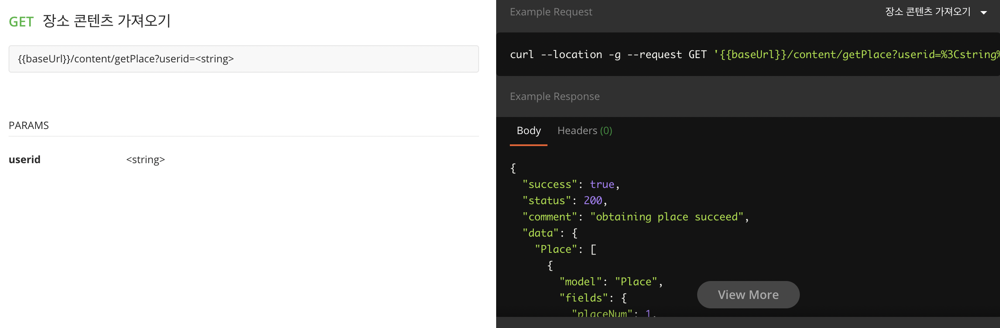 GET 장소 콘텐츠 가져오기
{{baseUrl}}/content/getPlace?userid=<string>
PARAMS
userid <string>
Example Request
장소 콘텐츠 가져오기
curl --location -g --request GET '{{baseUrl}}/content/getPlace?userid=%3Cstring%
Example Response
Body Headers (0)
{
"success": true,
"status": 200,
"comment": "obtaining place succeed",
"data": {
"Place": [
{
"model": "Place",
"fields": {
"placeNum": 1,
View More